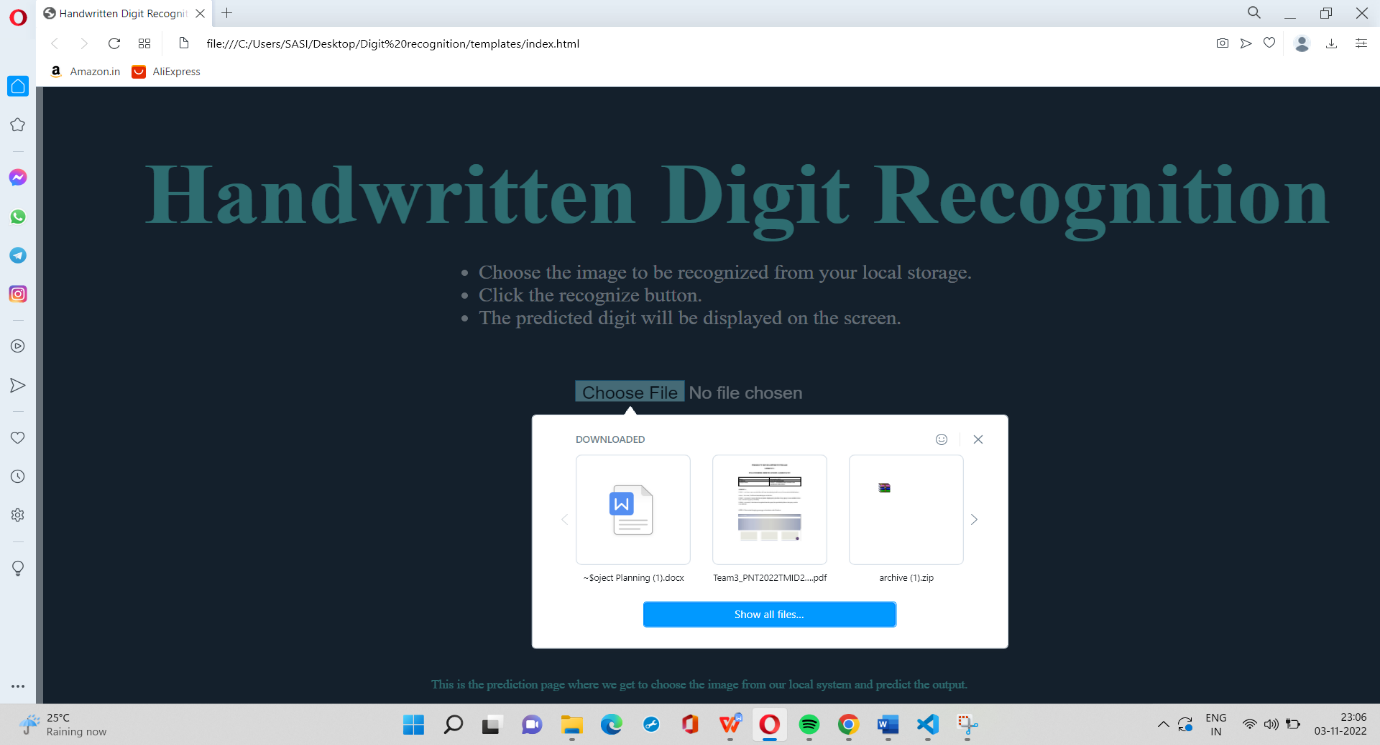 Handwritten Digit Recognit
file:///C:/Users/SASI/Desktop/Digit%20recognition/templates/index.html
Amazon.in AliExpress
Handwritten Digit Recognition
Choose the image to be recognized from your local storage.
Click the recognize button.
The predicted digit will be displayed on the screen.
Choose File No file chosen
DOWNLOADED
~$oject Planning (1).docx Team3_PNT2022TMID2....pdf archive (1).zip
Show all files...
This is the prediction page where we get to choose the image from our local system and predict the output.
25°C
Raining now
ENG
IN
23:06
03-11-2022